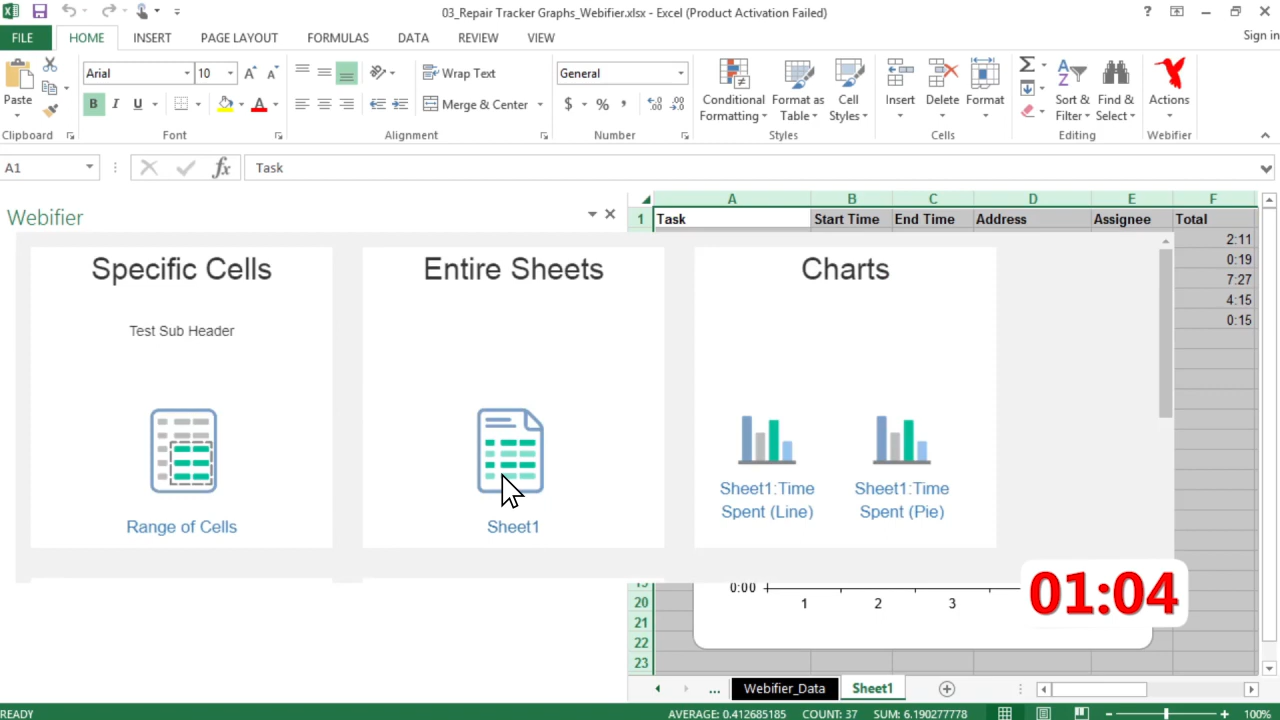 03_Repair Tracker Graphs_Webifier.xlsx - Excel (Product Activation Failed)
Sign in
FILE HOME INSERT PAGE LAYOUT FORMULAS DATA REVIEW VIEW
Paste
Arial 10
B I U A
Wrap Text
Merge & Center
General
$ % ,
Conditional Formatting
Format as Table
Cell Styles
Insert Delete Format
Sort & Filter
Find & Select
Actions
Clipboard Font Alignment Number Styles Cells Editing Webifier
A1 fx Task
Webifier
A B C D E F
1 Task Start Time End Time Address Assignee Total
2:11
0:19
7:27
4:15
0:15
Specific Cells
Test Sub Header
Range of Cells
Entire Sheets
Sheet1
Charts
Sheet1:Time
Spent (Line)
Sheet1:Time
Spent (Pie)
0:00
1 2 3
20
21
22
23
01:04
... Webifier_Data Sheet1
READY AVERAGE: 0.412685185 COUNT: 37 SUM: 6.190277778 100%